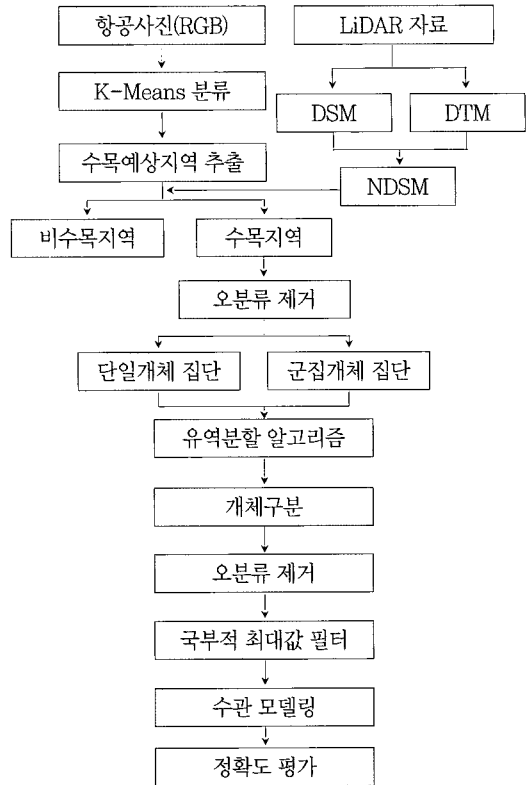 항공사진(RGB)
LiDAR 자료
K-Means 분류
DSM
DTM
수목예상지역 추출
NDSM
비수목지역
수목지역
오분류 제거
단일개체 집단
군집개체 집단
유역분할 알고리즘
개체구분
오분류 제거
국부적 최대값 필터
수관 모델링
정확도 평가